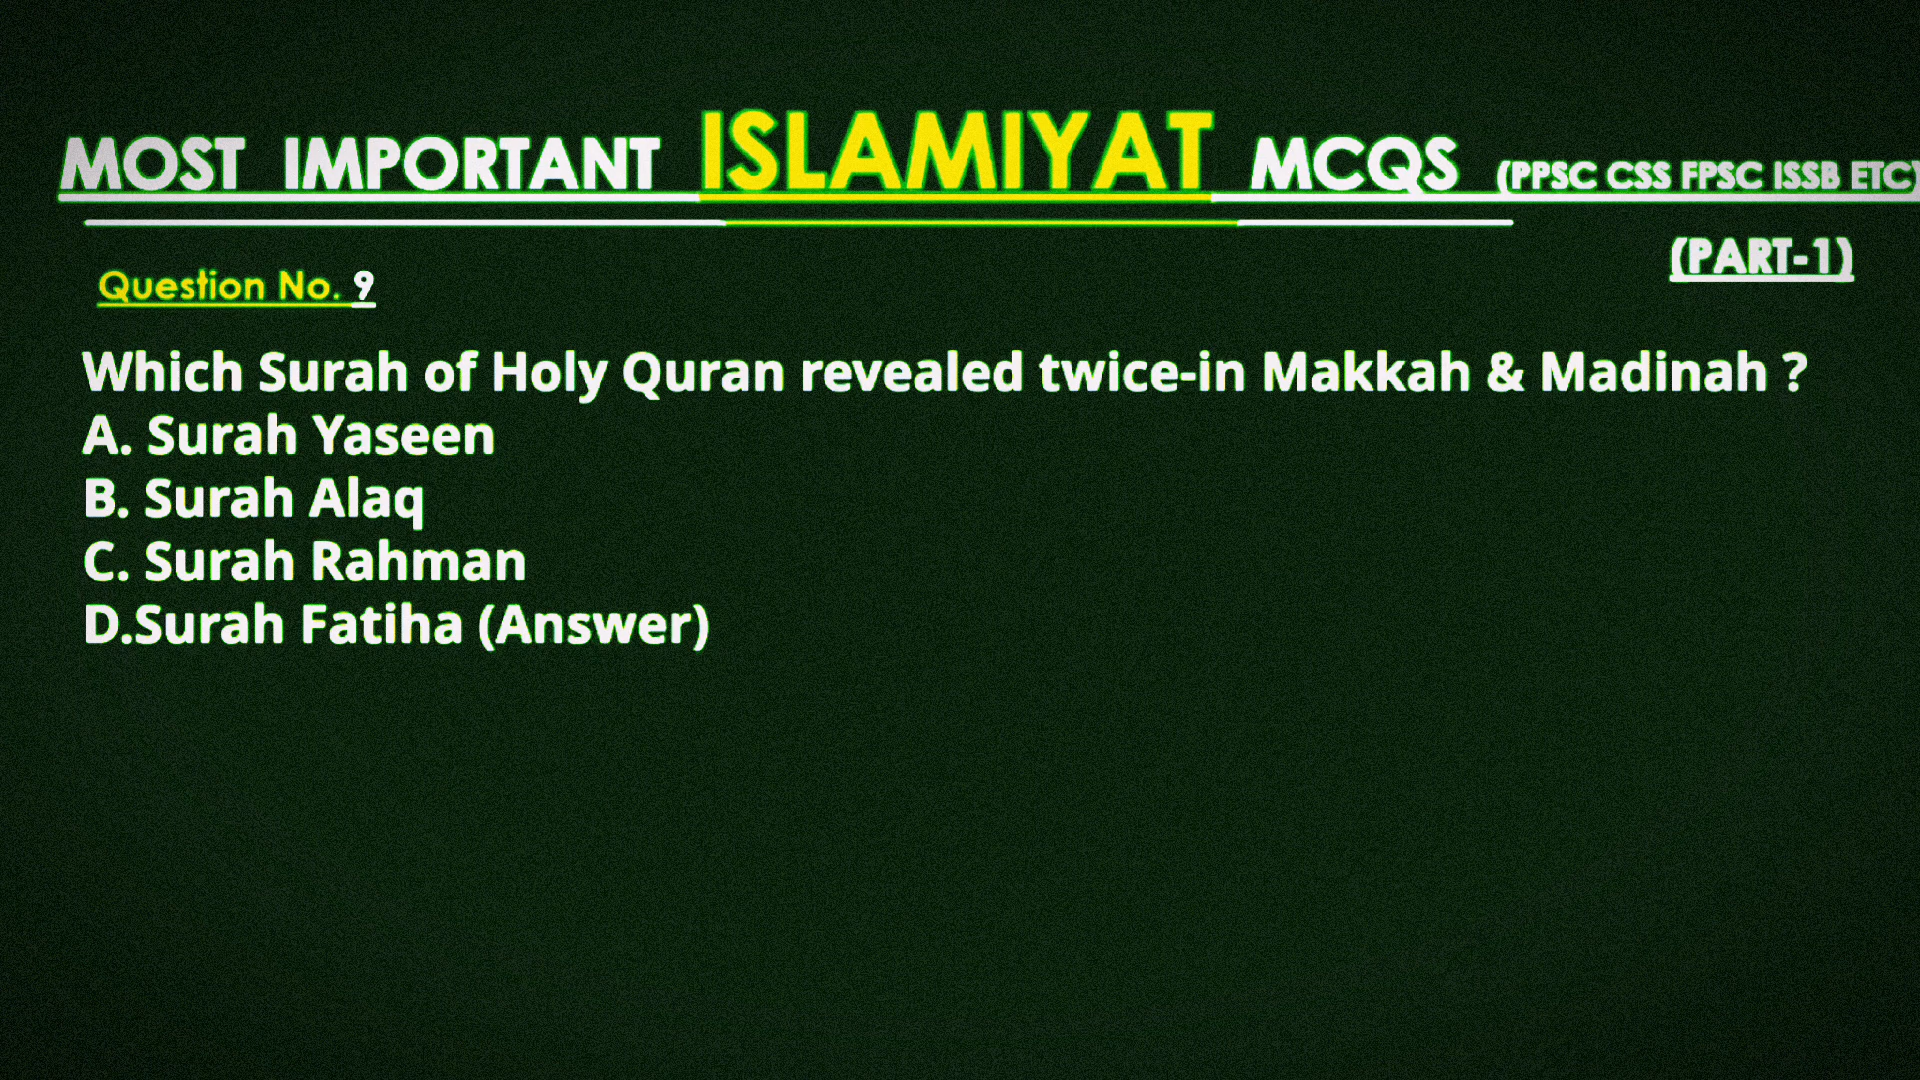 MOST IMPORTANT ISLAMIYAT MCQS (PPSC CSS FPSC ISSB ETC)
(PART-1)
Question No. 9
Which Surah of Holy Quran revealed twice-in Makkah & Madinah ?
A. Surah Yaseen
B. Surah Alaq
C. Surah Rahman
D.Surah Fatiha (Answer)